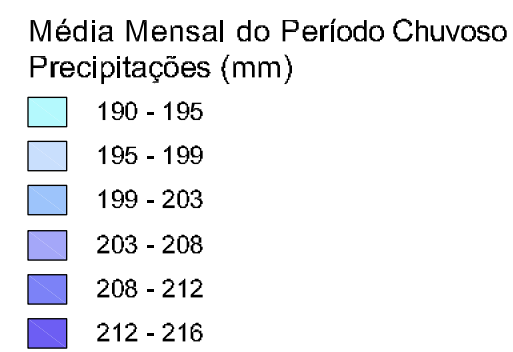 Média Mensal do Período Chuvoso
Precipitações (mm)
190 - 195
195 - 199
199 - 203
203 - 208
208 - 212
212 - 216